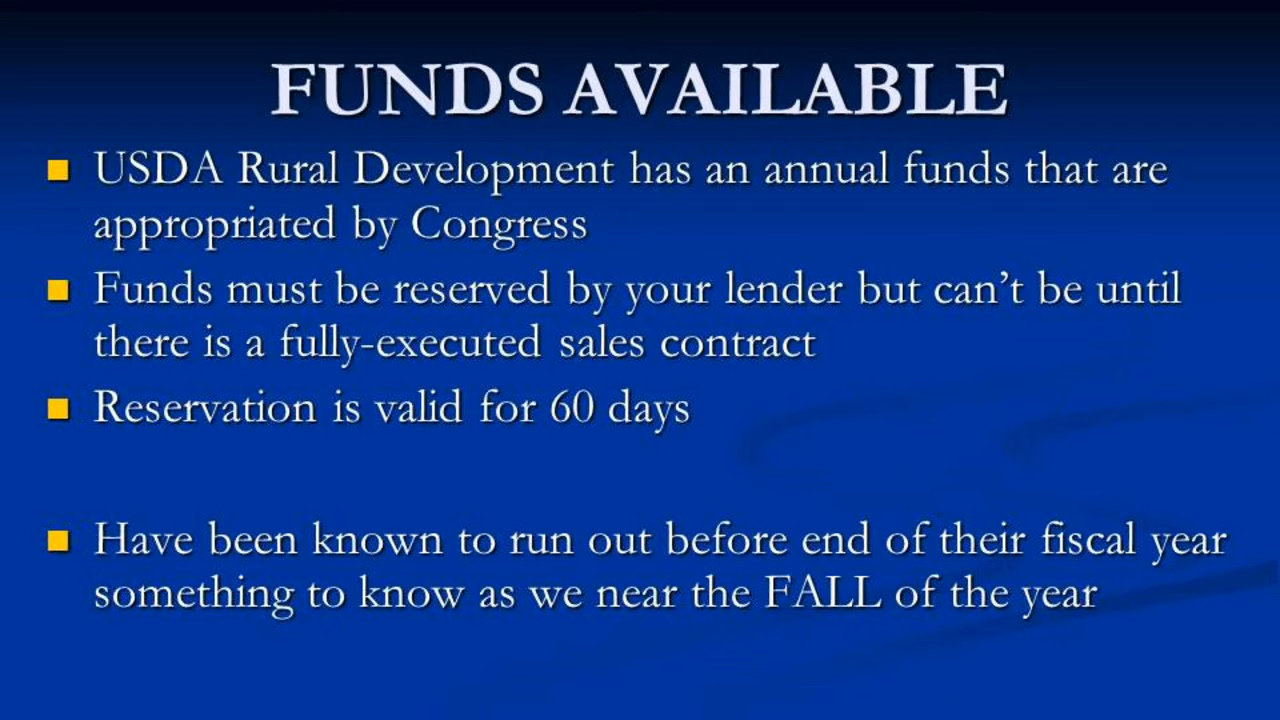 FUNDS AVAILABLE
USDA Rural Development has an annual funds that are
appropriated by Congress
Funds must be reserved by your lender but can’t be until
there is a fully-executed sales contract
Reservation is valid for 60 days
Have been known to run out before end of their fiscal year
something to know as we near the FALL of the year